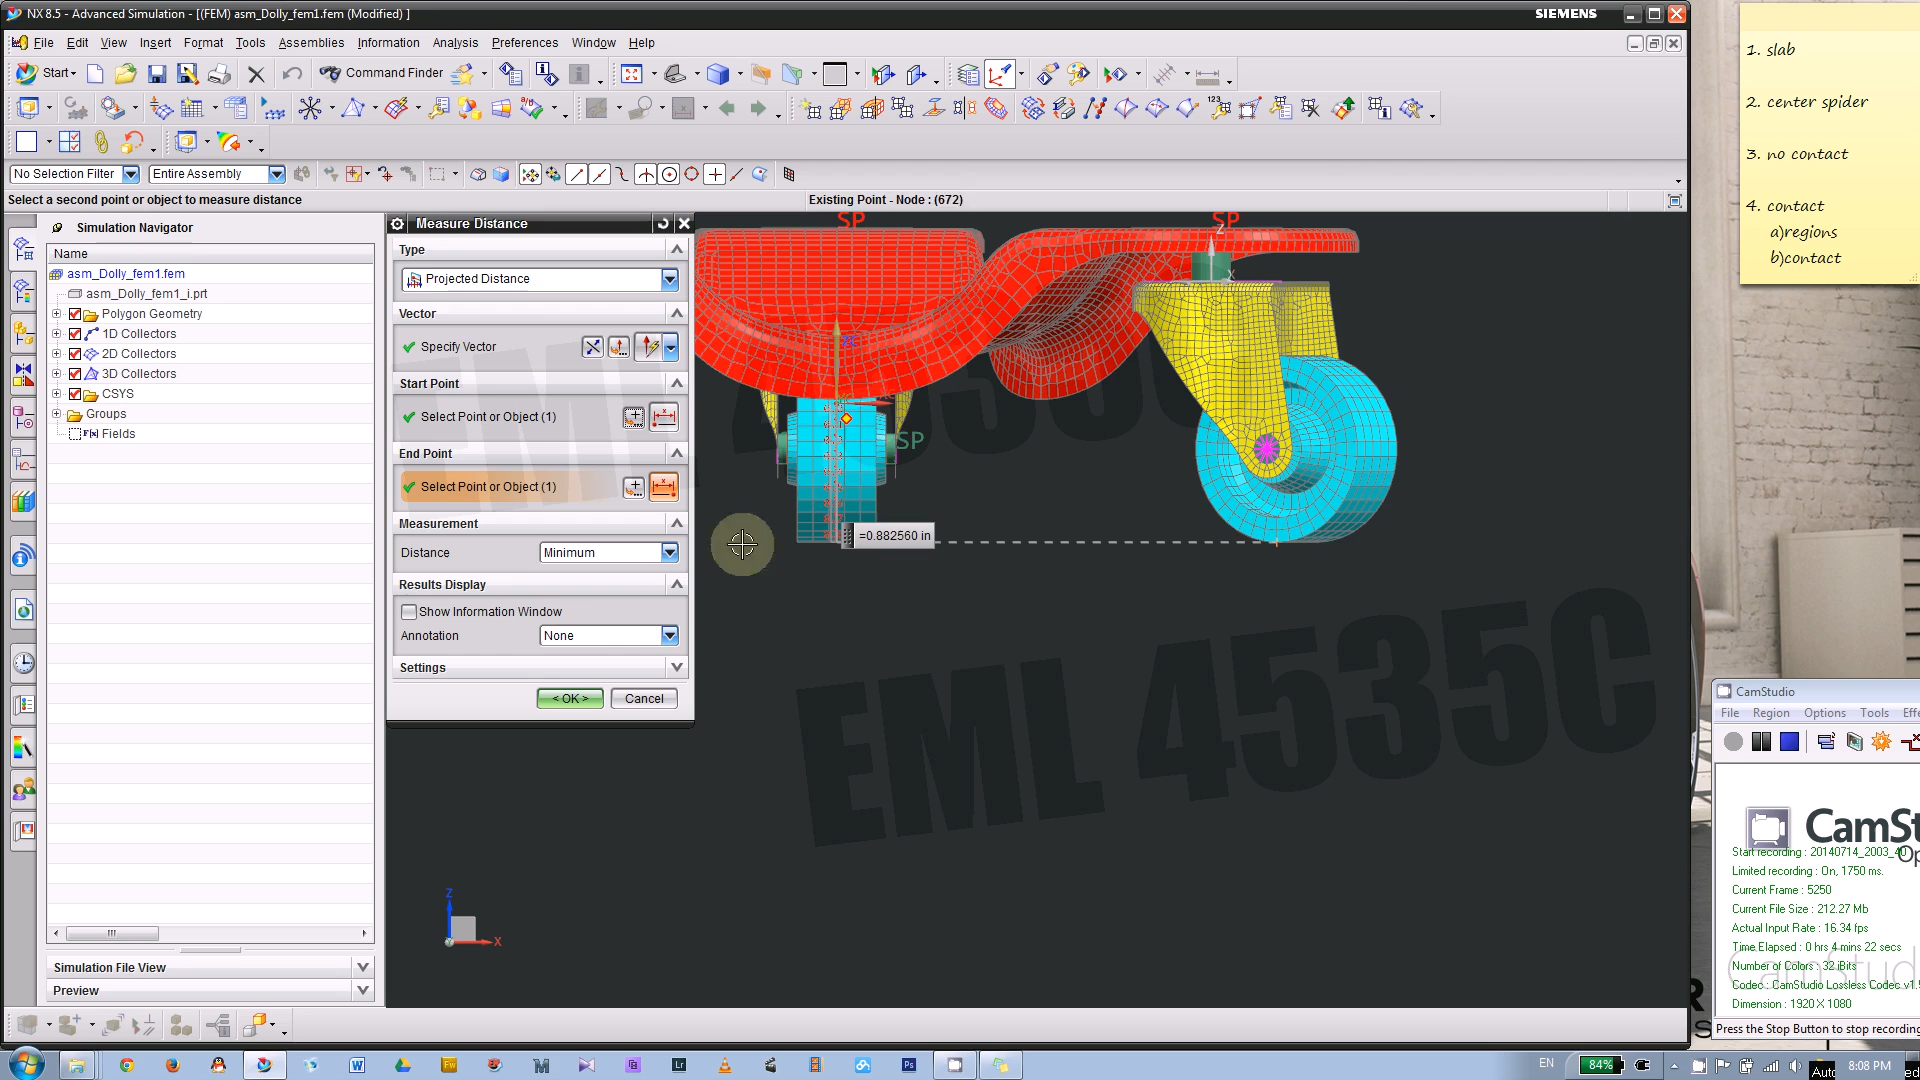 NX 8.5 - Advanced Simulation - [(FEM) asm_Dolly_fem1.fem (Modified) ]
SIEMENS
File Edit View Insert Format Tools Assemblies Information Analysis Preferences Window Help
Start
Command Finder
No Selection Filter
Entire Assembly
Select a second point or object to measure distance
Existing Point - Node : (672)
Simulation Navigator
Name
asm_Dolly_fem1.fem
asm_Dolly_fem1_i.prt
Polygon Geometry
1D Collectors
2D Collectors
3D Collectors
CSYS
Groups
Fields
Simulation File View
Preview
Measure Distance
Type
Projected Distance
Vector
Specify Vector
Start Point
Select Point or Object (1)
End Point
Select Point or Object (1)
Measurement
Distance
Minimum
Results Display
Show Information Window
Annotation
None
Settings
< OK >
Cancel
SP
SP
Z
X
ZC
SP
=0.882560 in
EML 4535C
Z
X
1. slab
2. center spider
3. no contact
4. contact
a)regions
b)contact
CamStudio
File Region Options Tools Effe
CamSt
Op
Start recording : 20140714_2003_40
Limited recording : On, 1750 ms.
Current Frame : 5250
Current File Size : 212.27 Mb
Actual Input Rate : 16.34 fps
Time Elapsed : 0 hrs 4 mins 22 secs
Number of Colors : 32 iBits
Codec : CamStudio Lossless Codec v1.5
Dimension : 1920 X 1080
Press the Stop Button to stop recording
EN
84%
8:08 PM